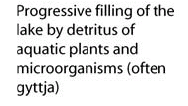 Progressive filling of the
lake by detritus of
aquatic plants and
microorganisms (often
gyttja)